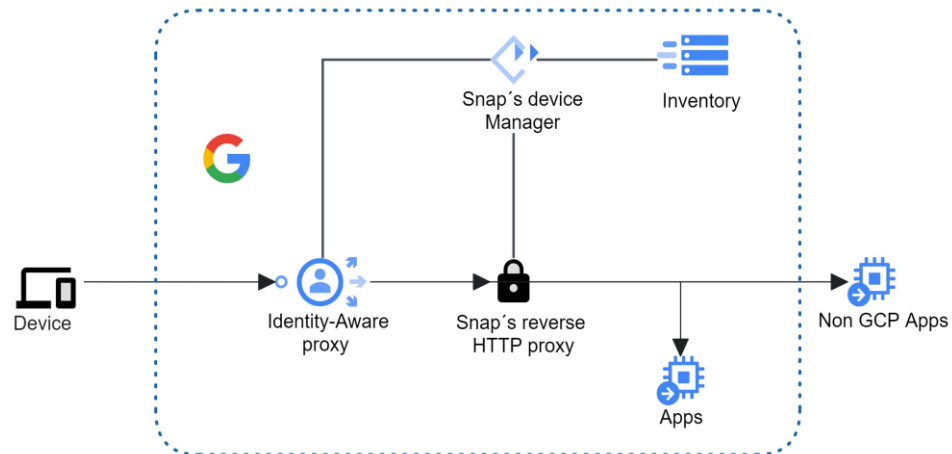 Snap´s device
Manager
Inventory
Device
Identity-Aware
proxy
Snap´s reverse
HTTP proxy
Non GCP Apps
Apps